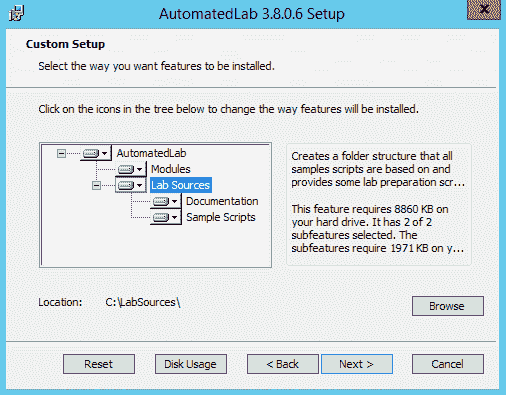 AutomatedLab 3.8.0.6 Setup
Custom Setup
Select the way you want features to be installed.
Click on the icons in the tree below to change the way features will be installed.
AutomatedLab
Modules
Lab Sources
Documentation
Sample Scripts
Creates a folder structure that all
samples scripts are based on and
provides some lab preparation scr...
This feature requires 8860 KB on
your hard drive. It has 2 of 2
subfeatures selected. The
subfeatures require 1971 KB on y...
Location: C:\LabSources\
Browse
Reset Disk Usage < Back Next > Cancel